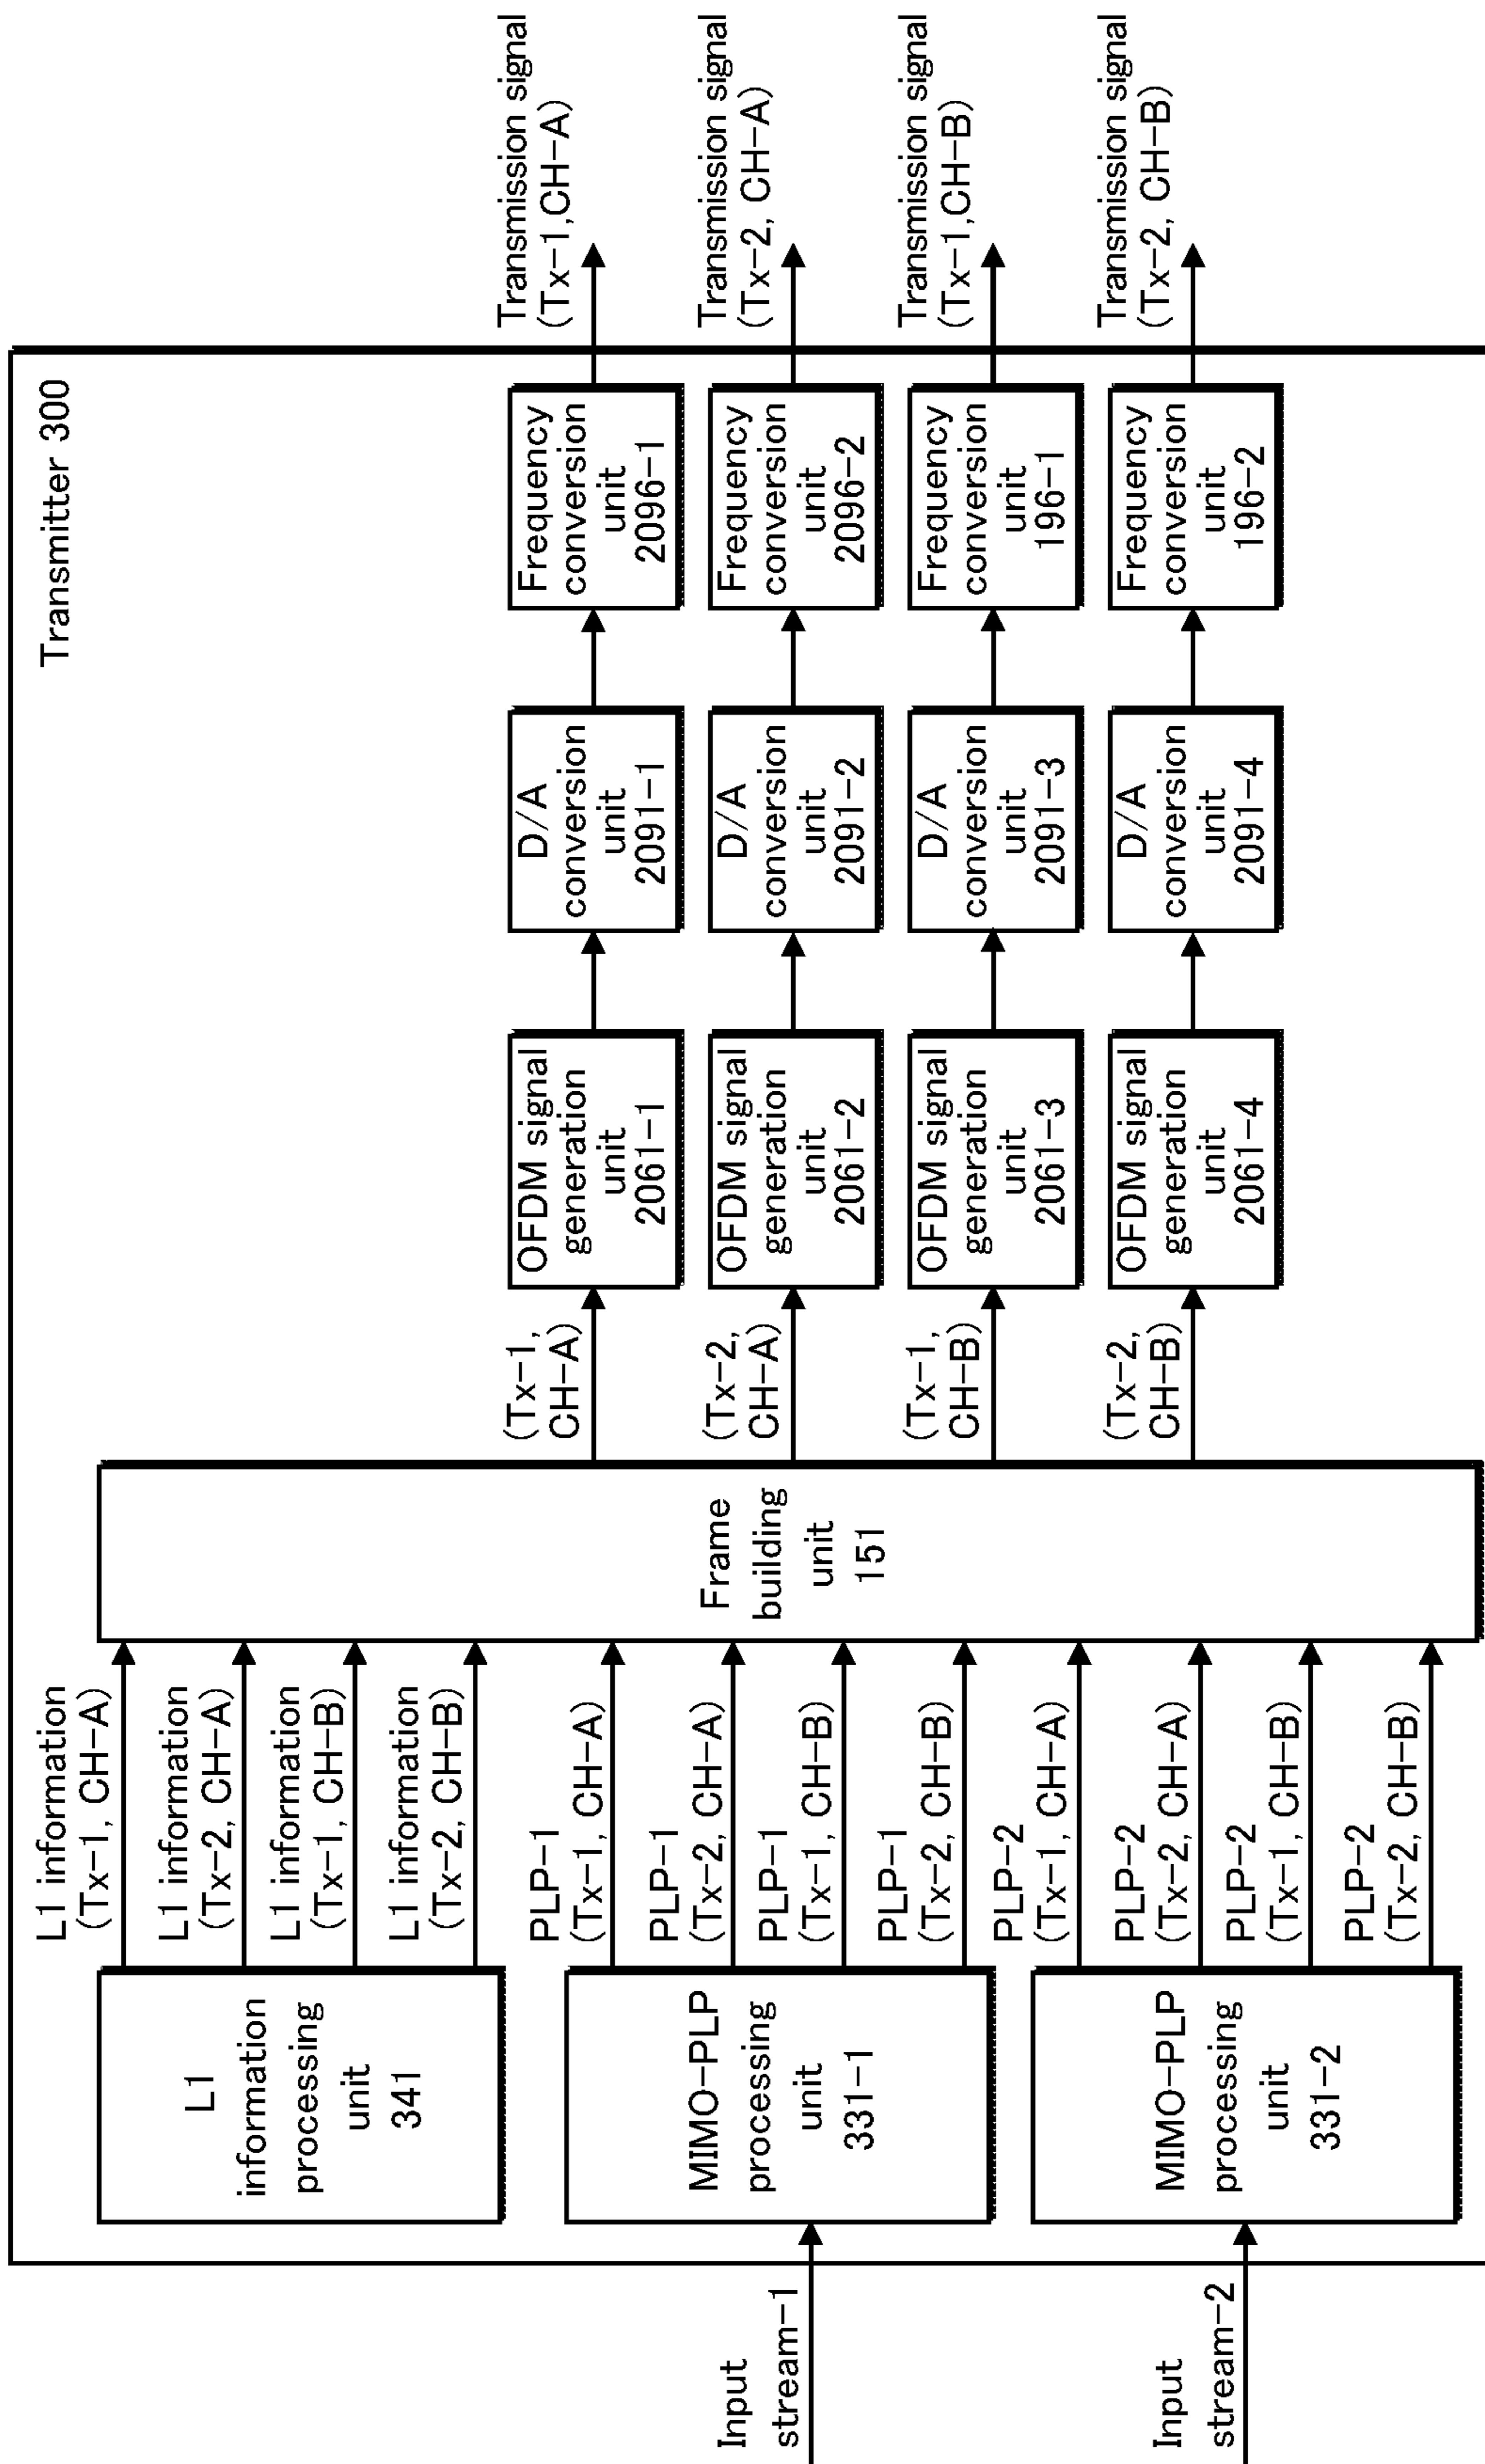 Transmitter 300
Input
stream-1
Input
stream-2
L1
information
processing
unit
341
MIMO-PLP
processing
unit
331-1
MIMO-PLP
processing
unit
331-2
L1 information
(Tx-1, CH-A)
L1 information
(Tx-2, CH-A)
L1 information
(Tx-1, CH-B)
L1 information
(Tx-2, CH-B)
PLP-1
(Tx-1, CH-A)
PLP-1
(Tx-2, CH-A)
PLP-1
(Tx-1, CH-B)
PLP-1
(Tx-2, CH-B)
PLP-2
(Tx-1, CH-A)
PLP-2
(Tx-2, CH-A)
PLP-2
(Tx-1, CH-B)
PLP-2
(Tx-2, CH-B)
Frame
building
unit
151
(Tx-1,
CH-A)
(Tx-2,
CH-A)
(Tx-1,
CH-B)
(Tx-2,
CH-B)
OFDM signal
generation
unit
2061-1
OFDM signal
generation
unit
2061-2
OFDM signal
generation
unit
2061-3
OFDM signal
generation
unit
2061-4
D/A
conversion
unit
2091-1
D/A
conversion
unit
2091-2
D/A
conversion
unit
2091-3
D/A
conversion
unit
2091-4
Frequency
conversion
unit
2096-1
Frequency
conversion
unit
2096-2
Frequency
conversion
unit
196-1
Frequency
conversion
unit
196-2
Transmission signal
(Tx-1,CH-A)
Transmission signal
(Tx-2, CH-A)
Transmission signal
(Tx-1,CH-B)
Transmission signal
(Tx-2, CH-B)